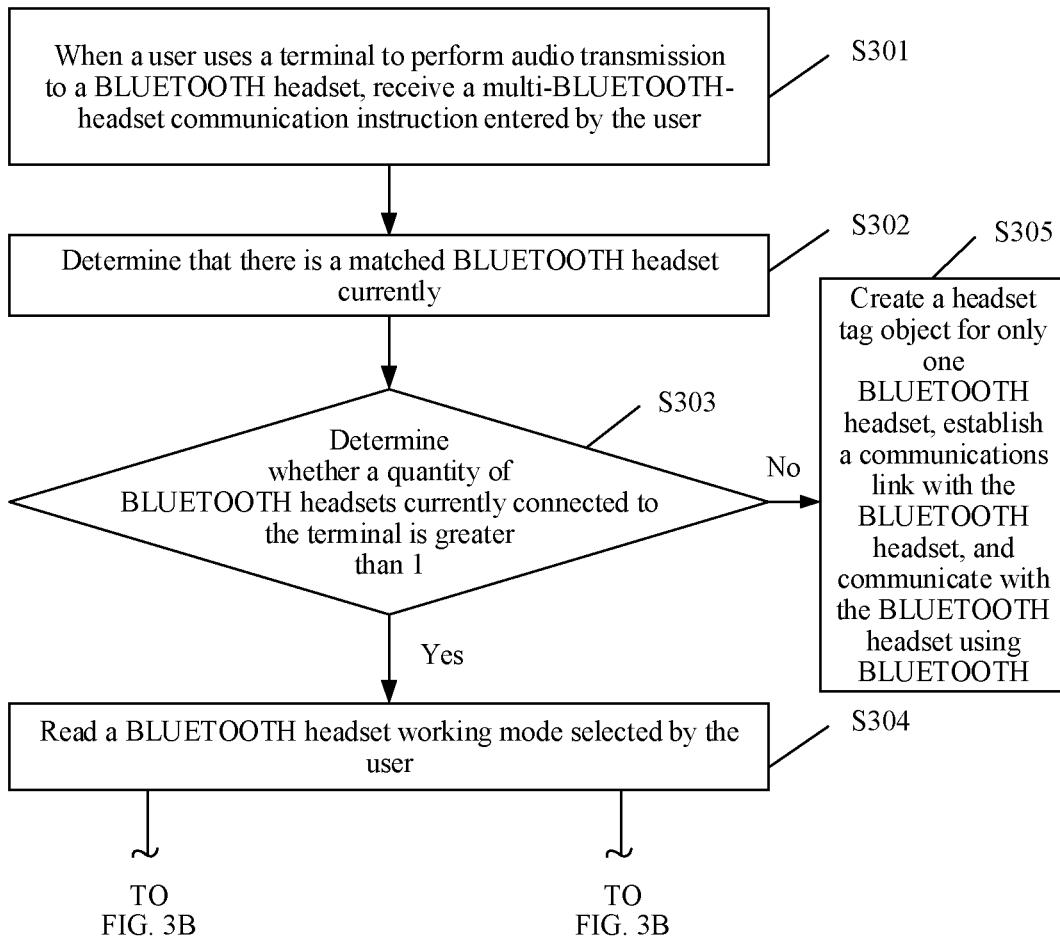 When a user uses a terminal to perform audio transmission
to a BLUETOOTH headset, receive a multi-BLUETOOTH-
headset communication instruction entered by the user
S301
Determine that there is a matched BLUETOOTH headset
currently
S302
Determine
whether a quantity of
BLUETOOTH headsets currently connected to
the terminal is greater
than 1
S303
No
S305
Create a headset
tag object for only
one
BLUETOOTH
headset, establish
a communications
link with the
BLUETOOTH
headset, and
communicate with
the BLUETOOTH
headset using
BLUETOOTH
Yes
Read a BLUETOOTH headset working mode selected by the
user
S304
TO
FIG. 3B
TO
FIG. 3B